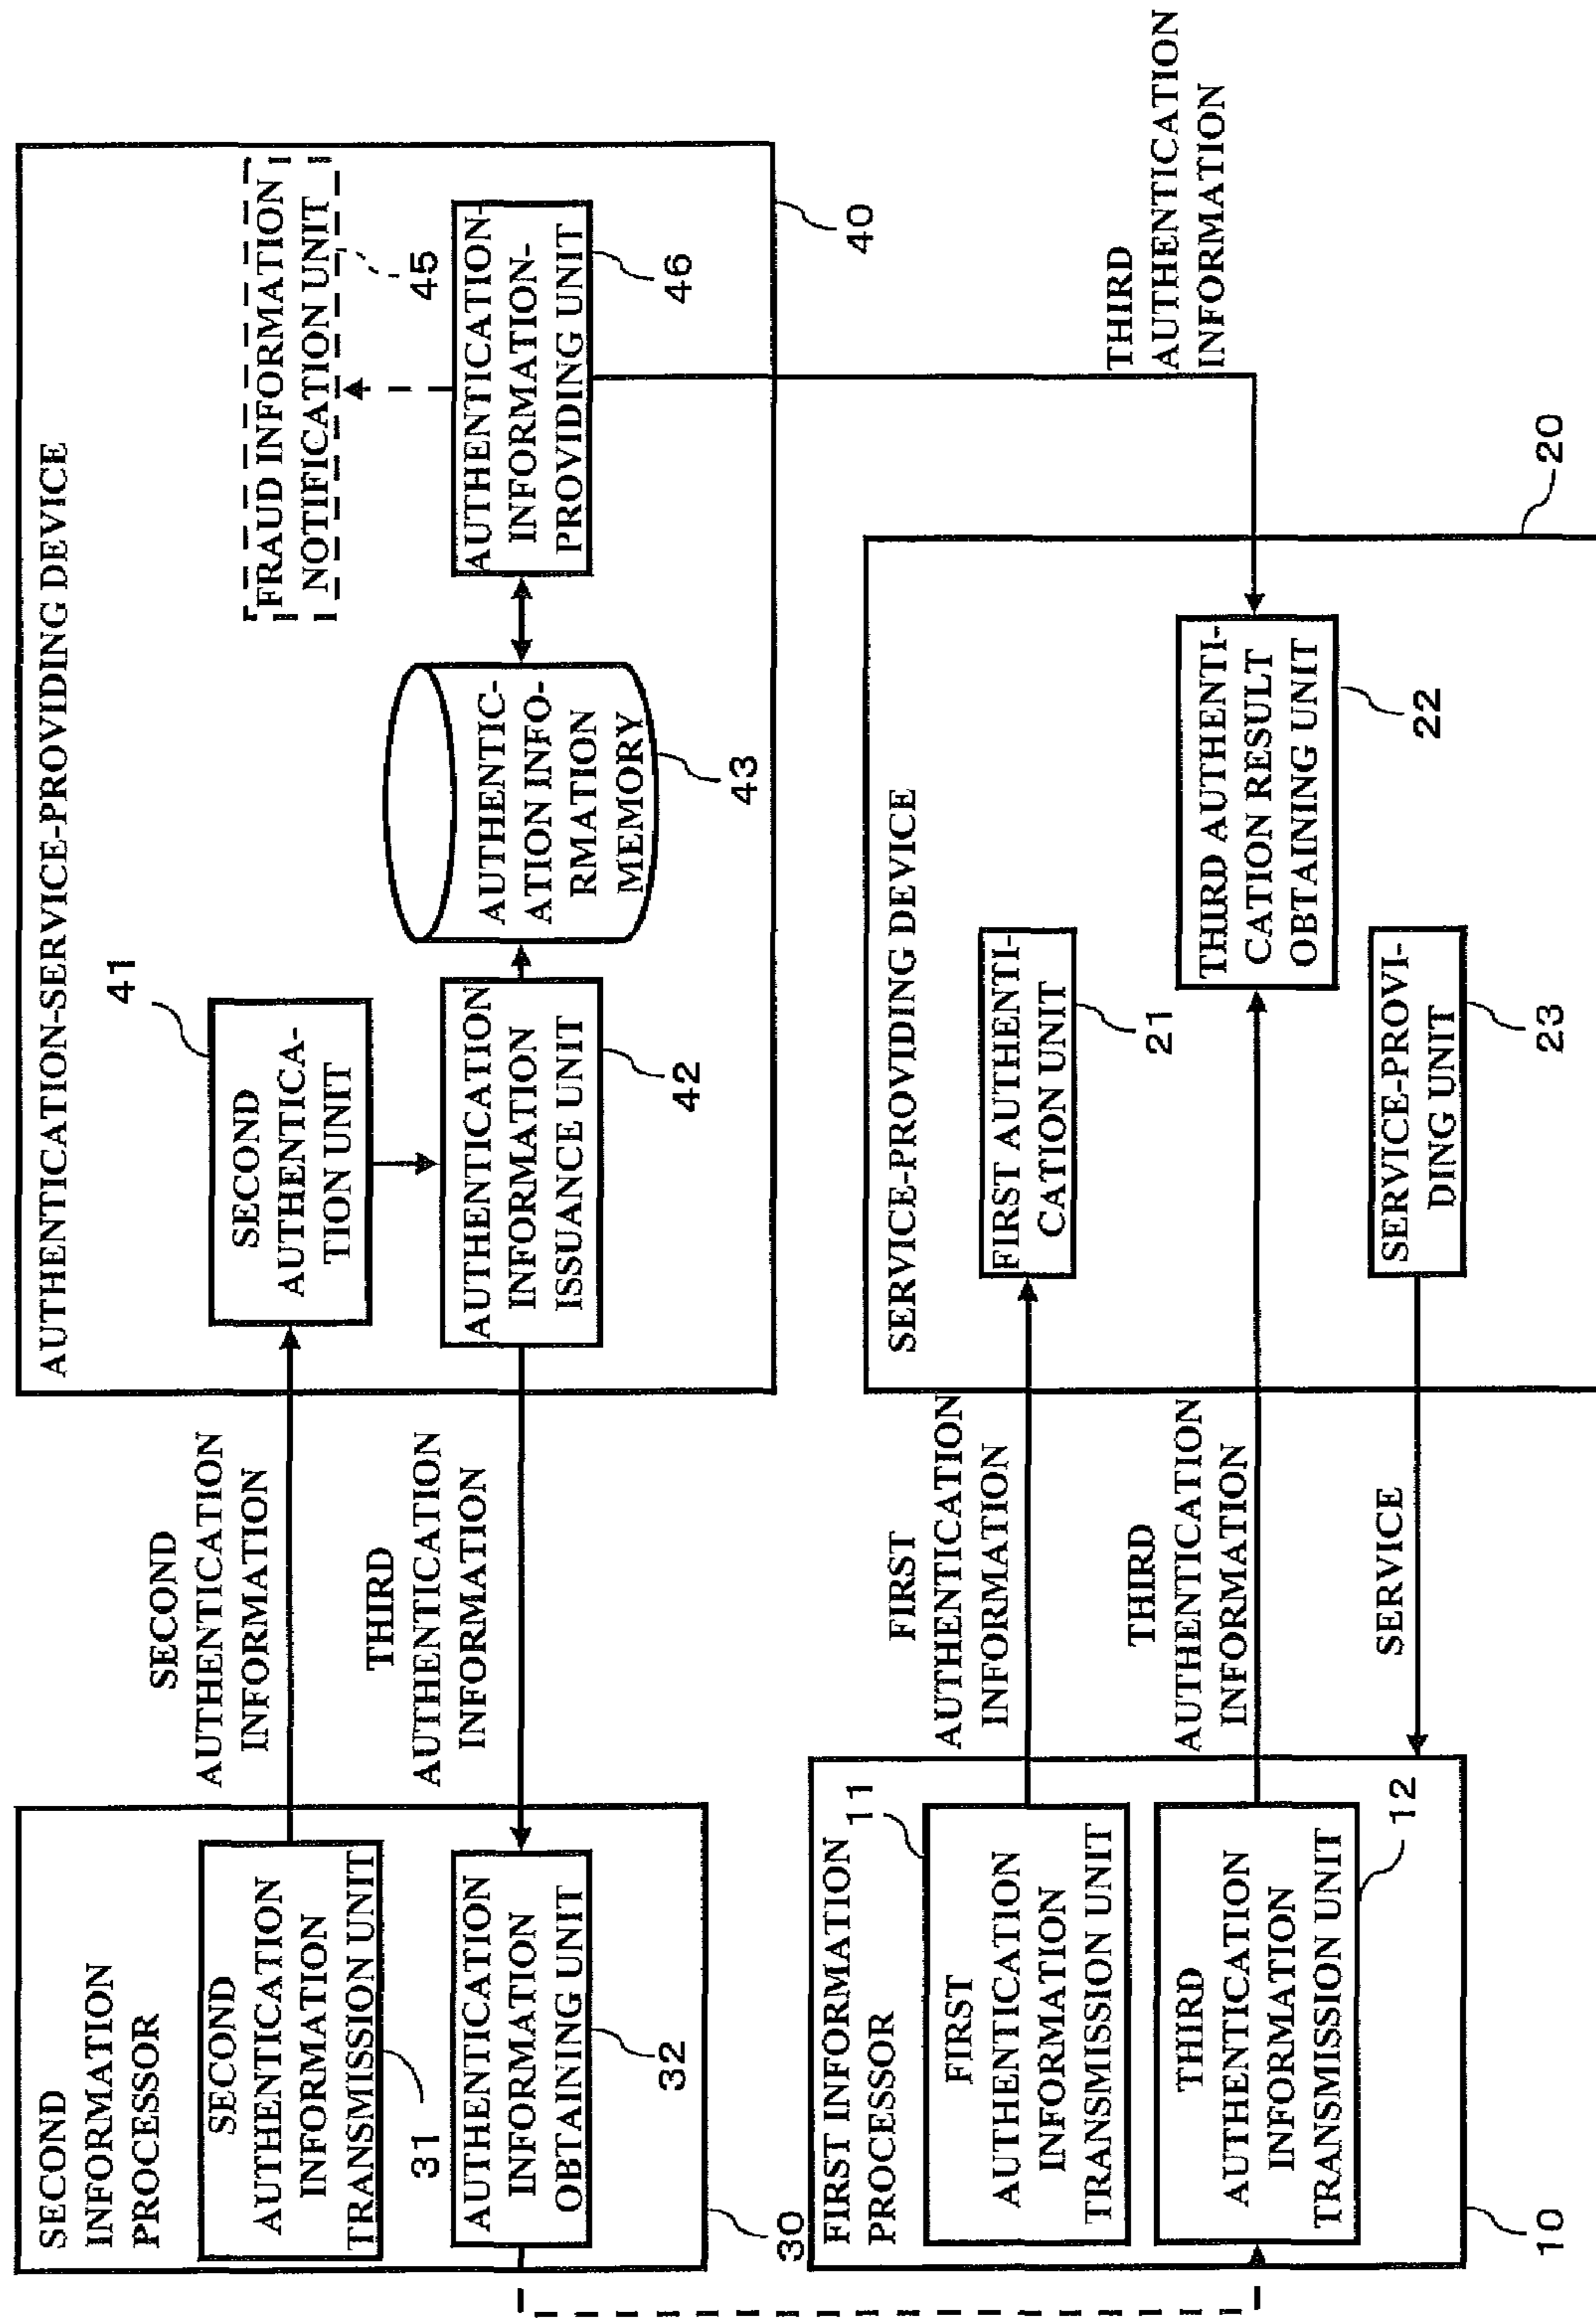 SECOND
INFORMATION
PROCESSOR
SECOND
AUTHENTICATION
INFORMATION
TRANSMISSION UNIT
31
AUTHENTICATION
INFORMATION
OBTAINING UNIT
32
30
SECOND
AUTHENTICATION
INFORMATION
THIRD
AUTHENTICATION
INFORMATION
AUTHENTICATION-SERVICE-PROVIDING DEVICE
41
SECOND
AUTHENTICA-
TION UNIT
AUTHENTICATION
INFORMATION
ISSUANCE UNIT
42
AUTHENTIC-
ATION INFO-
RMATION
MEMORY
43
FRAUD INFORMATION
NOTIFICATION UNIT
45
AUTHENTICATION-
INFORMATION-
PROVIDING UNIT
46
40
THIRD
AUTHENTICATION
INFORMATION
FIRST INFORMATION
PROCESSOR
11
FIRST
AUTHENTICATION
INFORMATION
TRANSMISSION UNIT
THIRD
AUTHENTICATION
INFORMATION
TRANSMISSION UNIT
12
10
FIRST
AUTHENTICATION
INFORMATION
THIRD
AUTHENTICATION
INFORMATION
SERVICE
SERVICE-PROVIDING DEVICE
FIRST AUTHENTI-
CATION UNIT
21
THIRD AUTHENTI-
CATION RESULT
OBTAINING UNIT
22
SERVICE-PROVI-
DING UNIT
23
20